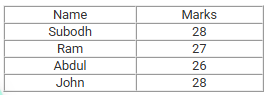 Name Marks
Subodh 28
Ram 27
Abdul 26
John 28